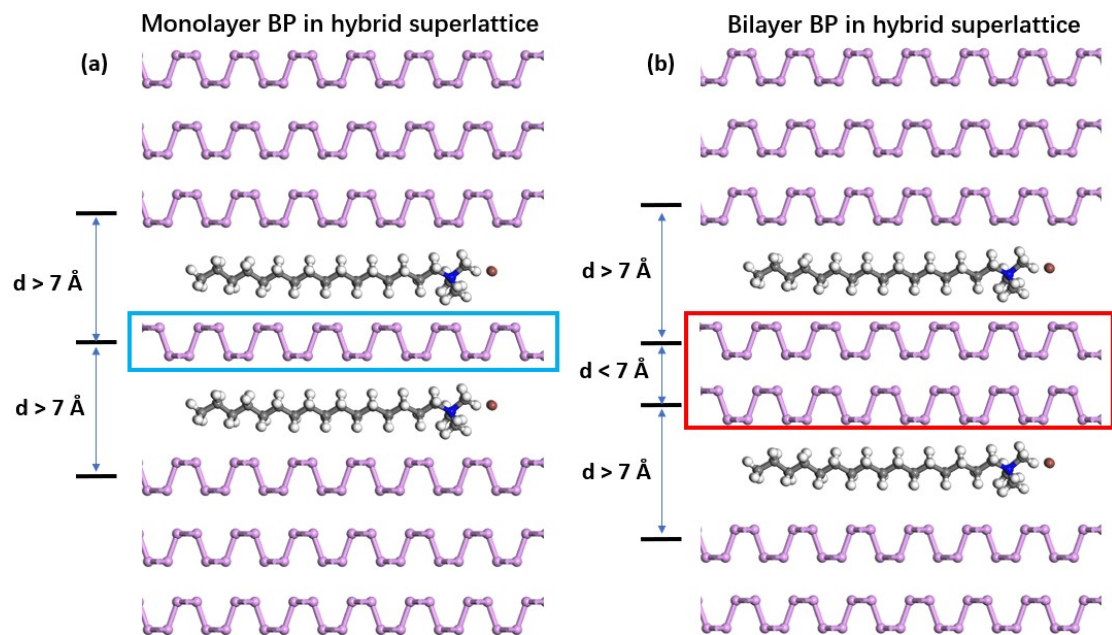 Monolayer BP in hybrid superlattice
(a)
d > 7 Å
d > 7 Å
Bilayer BP in hybrid superlattice
(b)
d > 7 Å
d < 7 Å
d > 7 Å